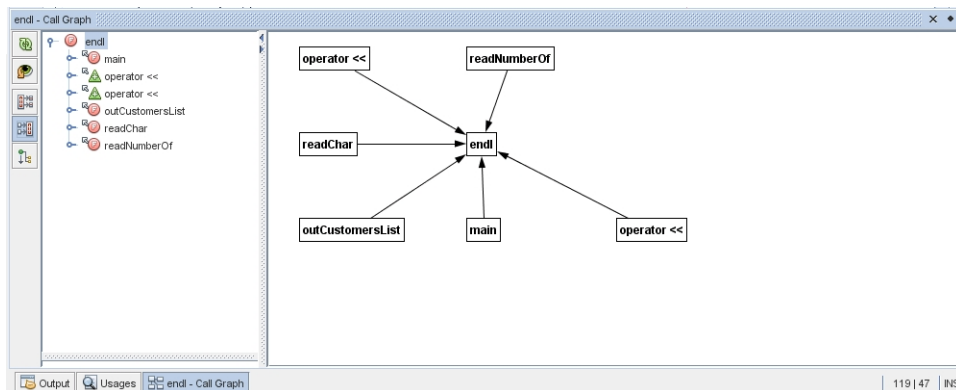 endl - Call Graph
endl
main
operator <<
operator <<
outCustomersList
readChar
readNumberOf
operator <<
readNumberOf
readChar
endl
outCustomersList
main
operator <<
Output
Usages
endl - Call Graph
119 | 47
INS